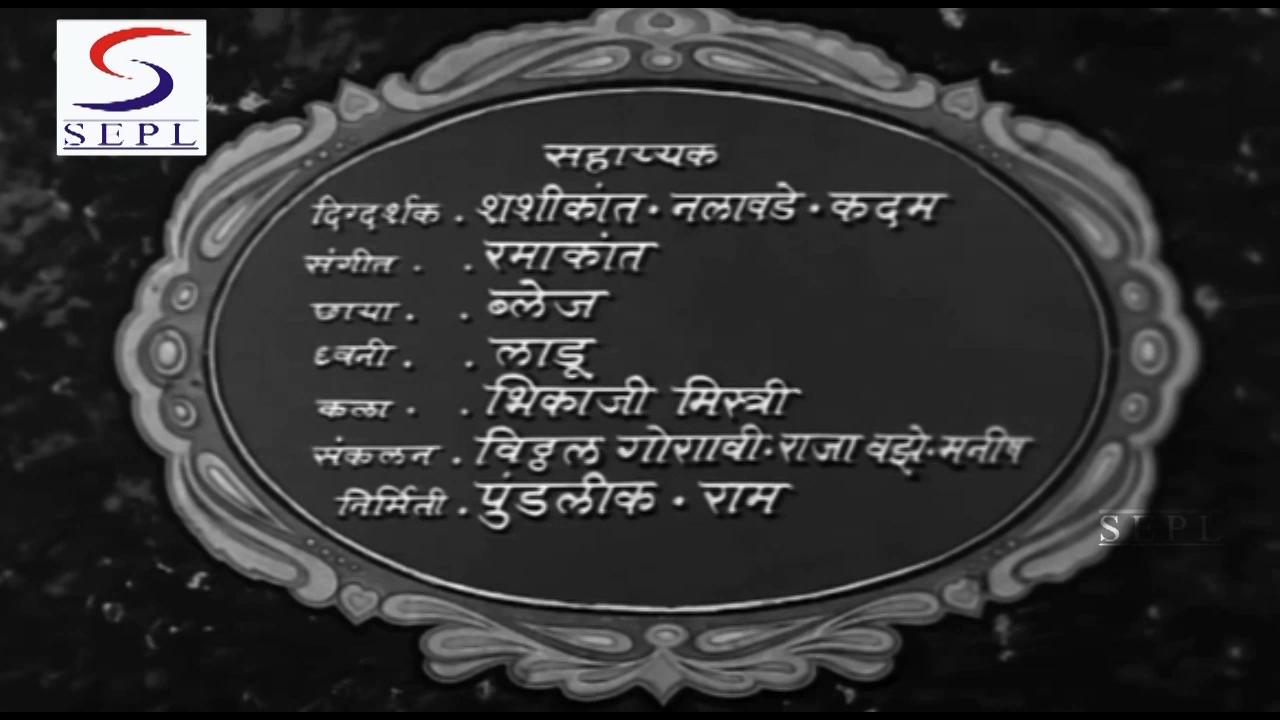 SEPL
सहाय्यक
दिग्दर्शक . शशीकांत · नलावडे · कदम
संगीत . . रमाकांत
छाया . . ब्लेज
ध्वनी . . लाडू
कला . . भिकाजी मिस्त्री
संकलन . विठ्ठल गोगावी · राजा वझे · मनीष
निर्मिती . पुंडलीक · राम
SEPL